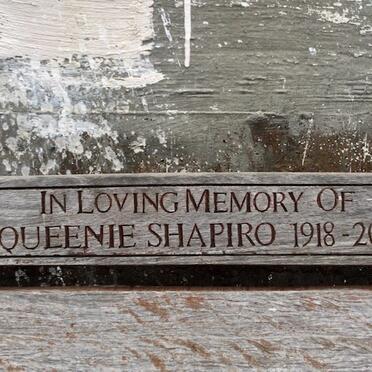 IN LOVING MEMORY OF
QUEENIE SHAPIRO 1918-20